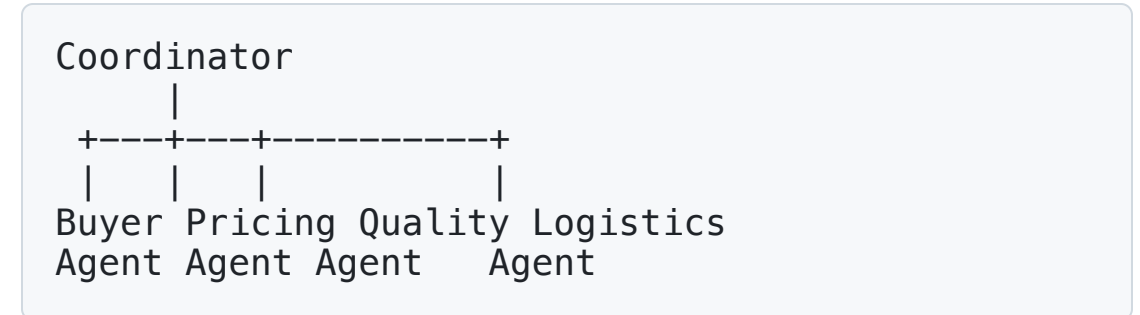 Coordinator
     |
 +---+---+----------+
 |   |   |          |
Buyer Pricing Quality Logistics
Agent Agent Agent   Agent